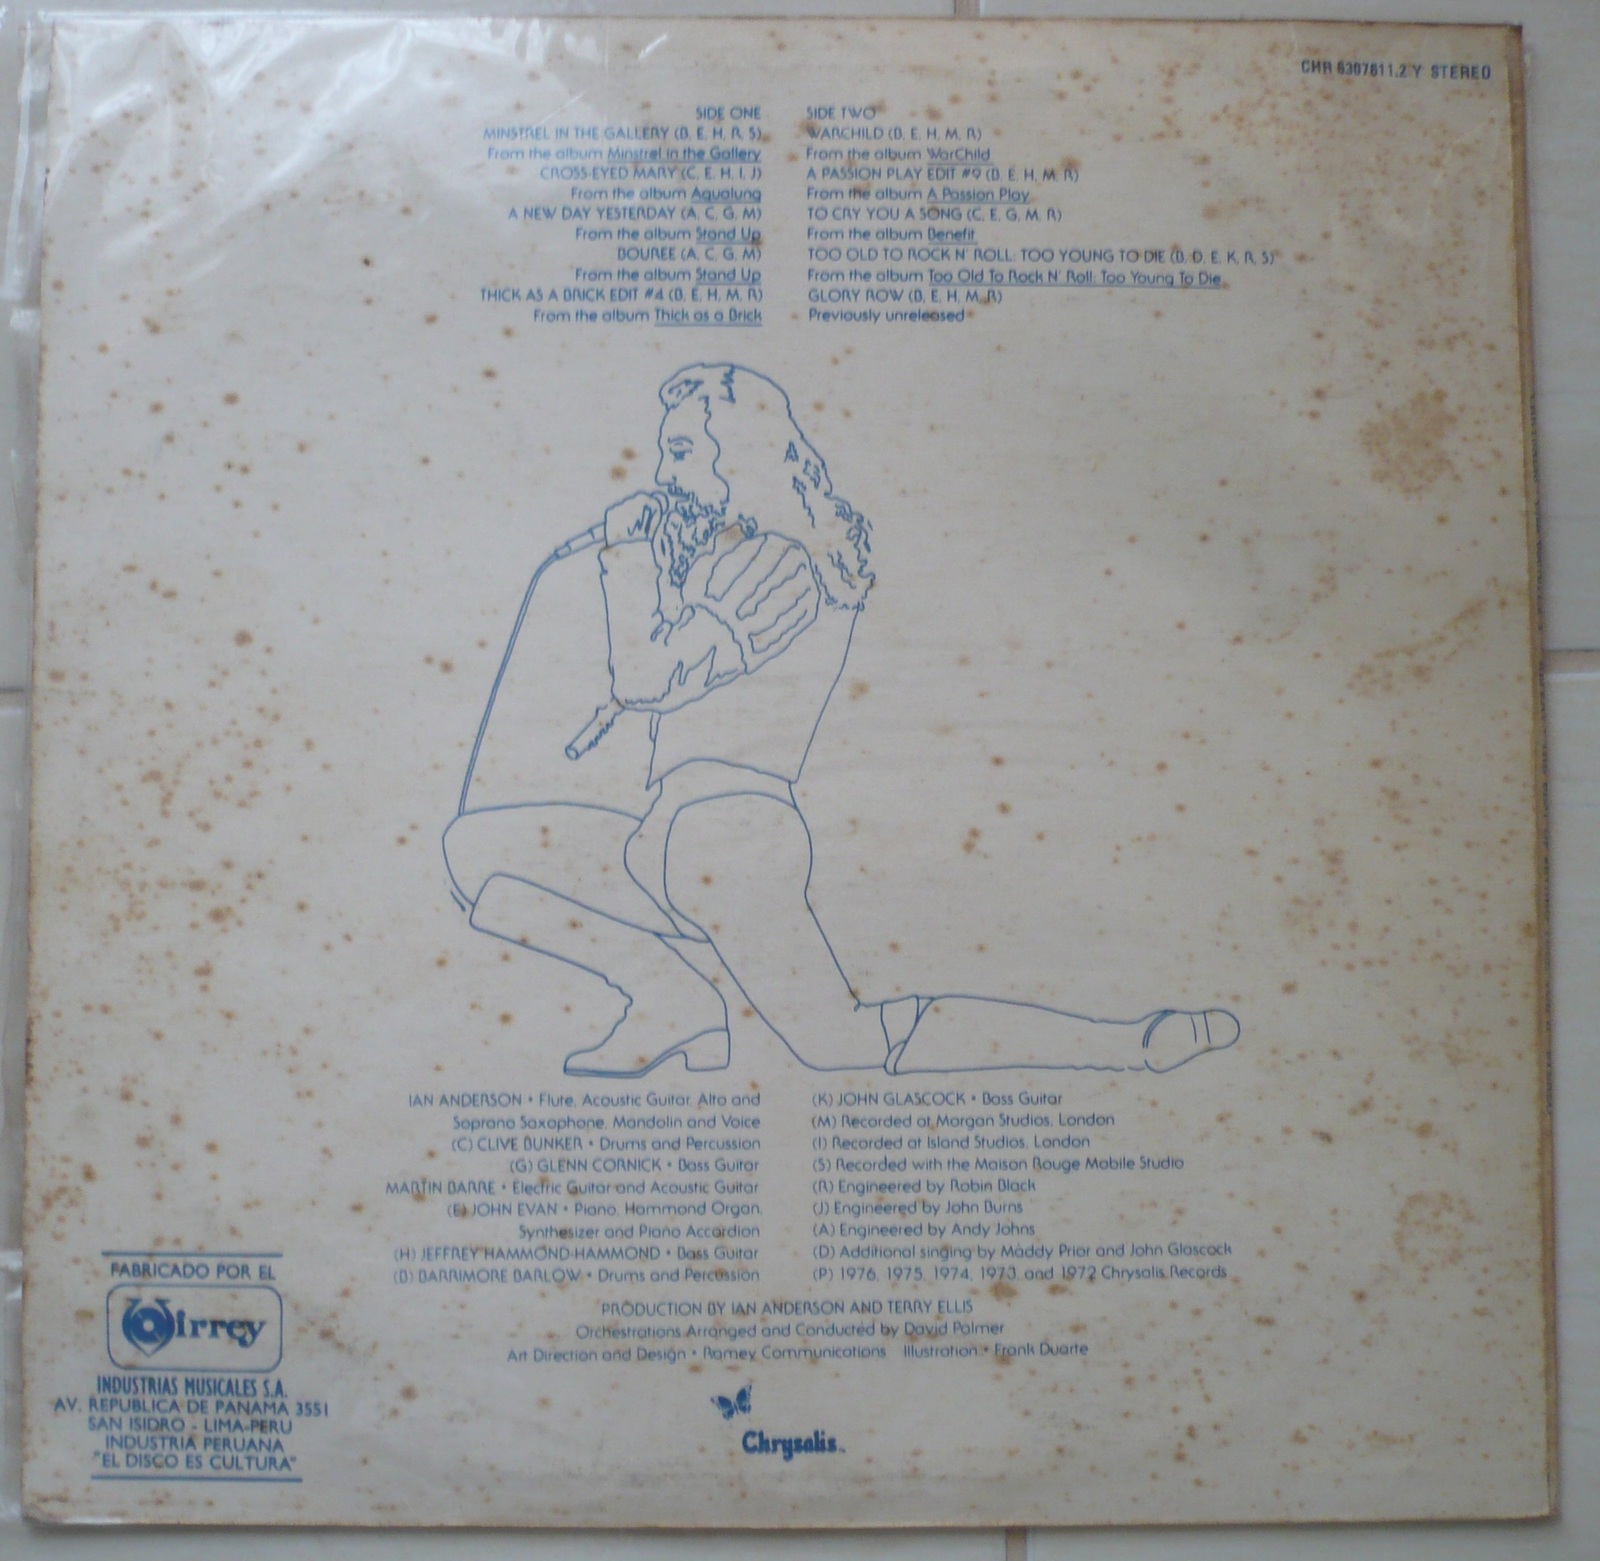 CHR 6307611.2 Y STEREO
SIDE ONE
MINSTREL IN THE GALLERY (B, E, H, R, S)
From the album Minstrel in the Gallery
CROSS-EYED MARY (C, E, H, I, J)
From the album Aqualung
A NEW DAY YESTERDAY (A, C, G, M)
From the album Stand Up
BOUREE (A, C, G, M)
From the album Stand Up
THICK AS A BRICK EDIT #4 (B, E, H, M, R)
From the album Thick as a Brick
SIDE TWO
WARCHILD (B, E, H, M, R)
From the album WarChild
A PASSION PLAY EDIT #9 (B, E, H, M, R)
From the album A Passion Play
TO CRY YOU A SONG (C, E, G, M, R)
From the album Benefit
TOO OLD TO ROCK N' ROLL: TOO YOUNG TO DIE (B, D, E, K, R, S)
From the album Too Old To Rock N' Roll: Too Young To Die
GLORY ROW (B, E, H, M, R)
Previously unreleased
IAN ANDERSON • Flute, Acoustic Guitar, Alto and
Soprano Saxophone, Mandolin and Voice
(C) CLIVE BUNKER • Drums and Percussion
(G) GLENN CORNICK • Bass Guitar
MARTIN BARRE • Electric Guitar and Acoustic Guitar
(E) JOHN EVAN • Piano, Hammond Organ,
Synthesizer and Piano Accordion
(H) JEFFREY HAMMOND-HAMMOND • Bass Guitar
(B) BARRIMORE BARLOW • Drums and Percussion
(K) JOHN GLASCOCK • Bass Guitar
(M) Recorded at Morgan Studios, London
(I) Recorded at Island Studios, London
(S) Recorded with the Maison Rouge Mobile Studio
(R) Engineered by Robin Black
(J) Engineered by John Burns
(A) Engineered by Andy Johns
(D) Additional singing by Maddy Prior and John Glascock
(P) 1976, 1975, 1974, 1973, and 1972 Chrysalis Records
PRODUCTION BY IAN ANDERSON AND TERRY ELLIS
Orchestrations Arranged and Conducted by David Palmer
Art Direction and Design • Ramey Communications Illustration • Frank Duarte
Chrysalis
FABRICADO POR EL
Virrey
INDUSTRIAS MUSICALES S.A.
AV. REPUBLICA DE PANAMA 3551
SAN ISIDRO - LIMA-PERU
INDUSTRIA PERUANA
"EL DISCO ES CULTURA"